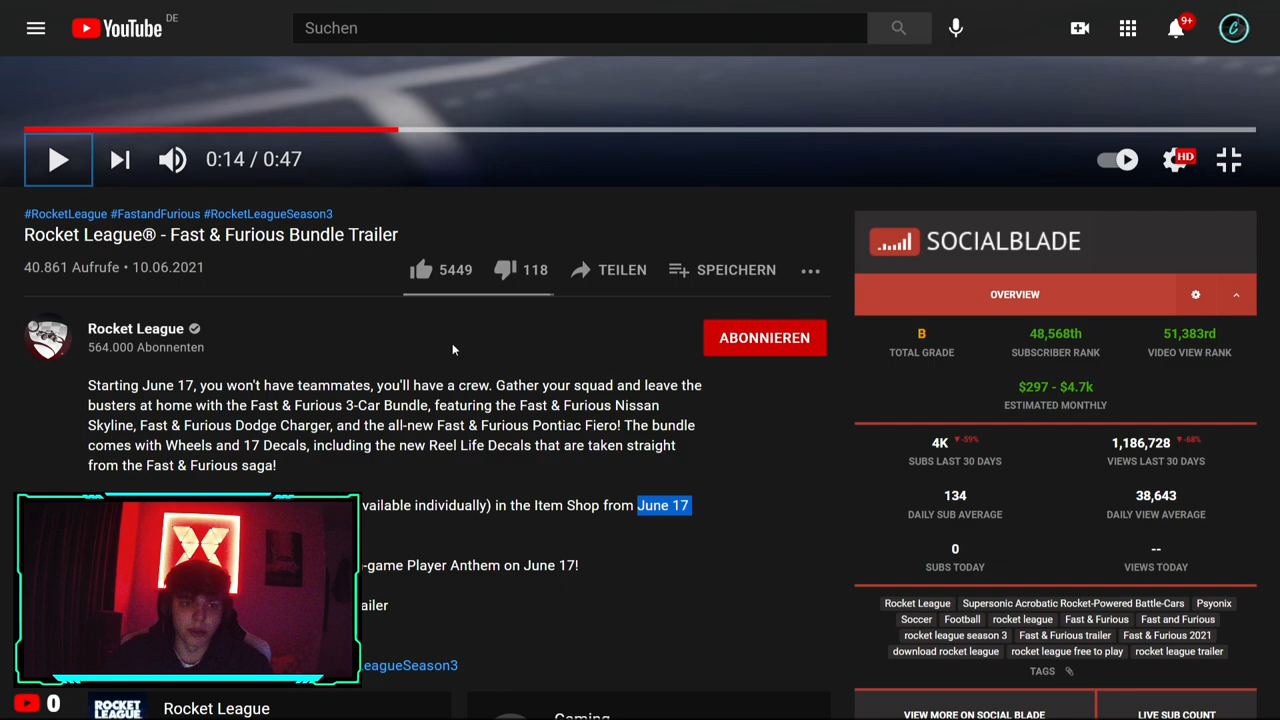 YouTube DE
Suchen
9+
0:14 / 0:47
HD
#RocketLeague #FastandFurious #RocketLeagueSeason3
Rocket League® - Fast & Furious Bundle Trailer
40.861 Aufrufe • 10.06.2021
5449
118
TEILEN
SPEICHERN
Rocket League
564.000 Abonnenten
ABONNIEREN
Starting June 17, you won't have teammates, you'll have a crew. Gather your squad and leave the
busters at home with the Fast & Furious 3-Car Bundle, featuring the Fast & Furious Nissan
Skyline, Fast & Furious Dodge Charger, and the all-new Fast & Furious Pontiac Fiero! The bundle
comes with Wheels and 17 Decals, including the new Reel Life Decals that are taken straight
from the Fast & Furious saga!
vailable individually) in the Item Shop from June 17
-game Player Anthem on June 17!
ailer
eagueSeason3
0
ROCKET
LEAGUE
Rocket League
Gaming
SOCIALBLADE
OVERVIEW
B
TOTAL GRADE
48,568th
SUBSCRIBER RANK
51,383rd
VIDEO VIEW RANK
$297 - $4.7k
ESTIMATED MONTHLY
4K ▼-59%
SUBS LAST 30 DAYS
1,186,728 ▼-68%
VIEWS LAST 30 DAYS
134
DAILY SUB AVERAGE
38,643
DAILY VIEW AVERAGE
0
SUBS TODAY
--
VIEWS TODAY
Rocket League Supersonic Acrobatic Rocket-Powered Battle-Cars Psyonix
Soccer Football rocket league Fast & Furious Fast and Furious
rocket league season 3 Fast & Furious trailer Fast & Furious 2021
download rocket league rocket league free to play rocket league trailer
TAGS
VIEW MORE ON SOCIAL BLADE
LIVE SUB COUNT